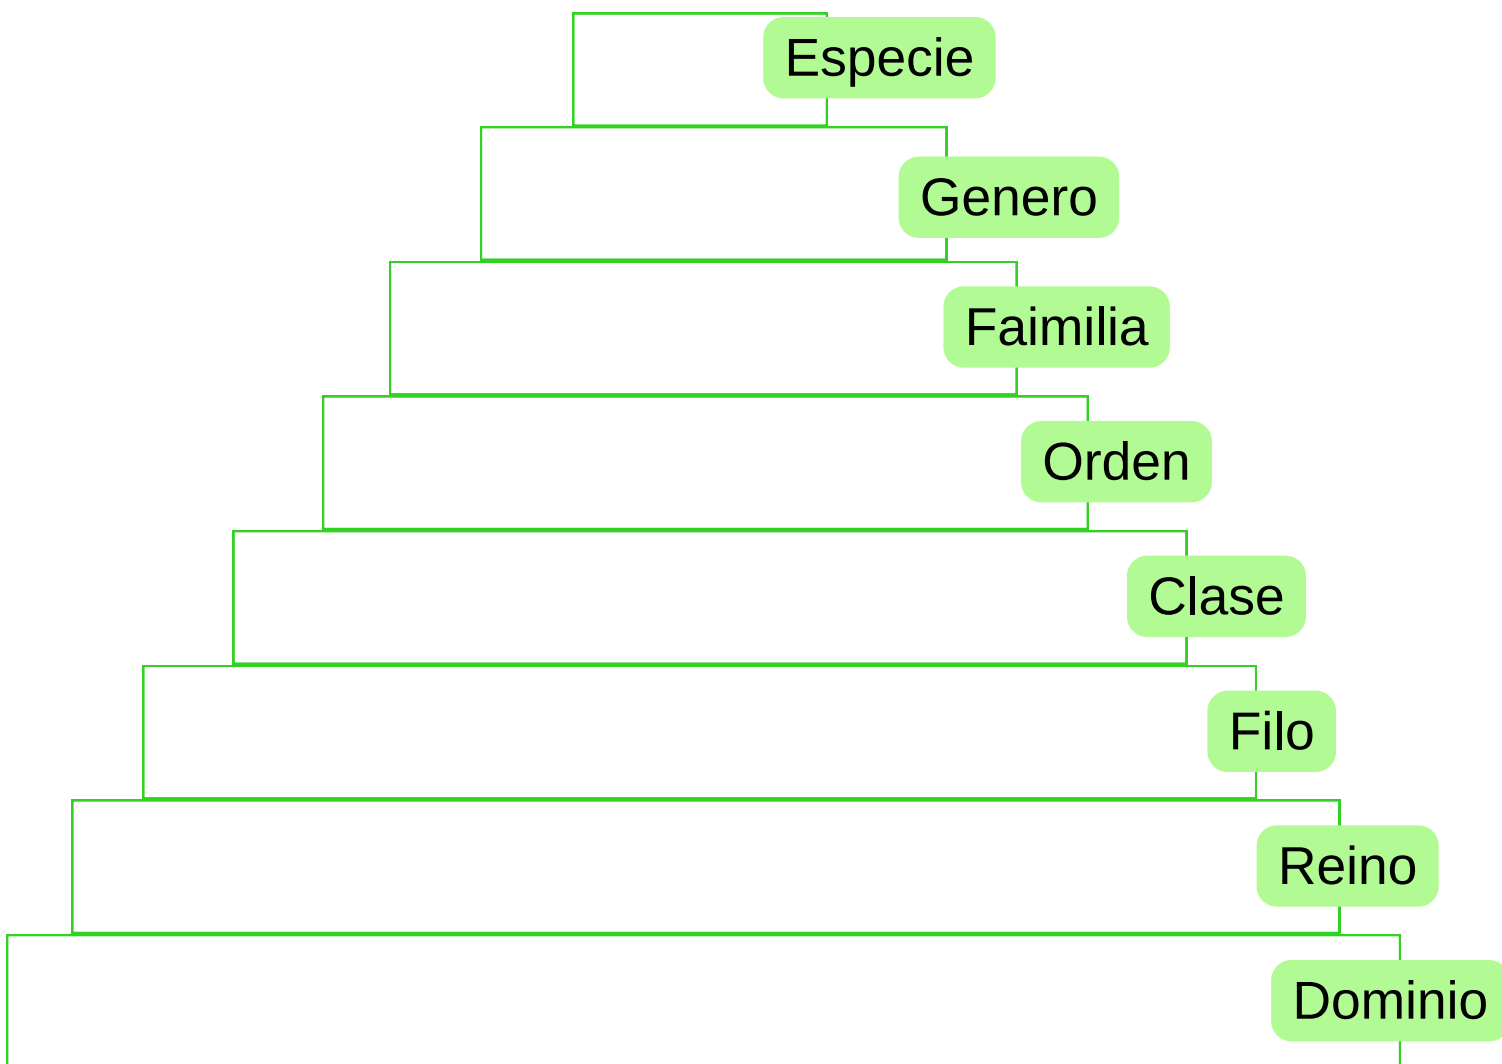 Especie
Genero
Faimilia
Orden
Clase
Filo
Reino
Dominio